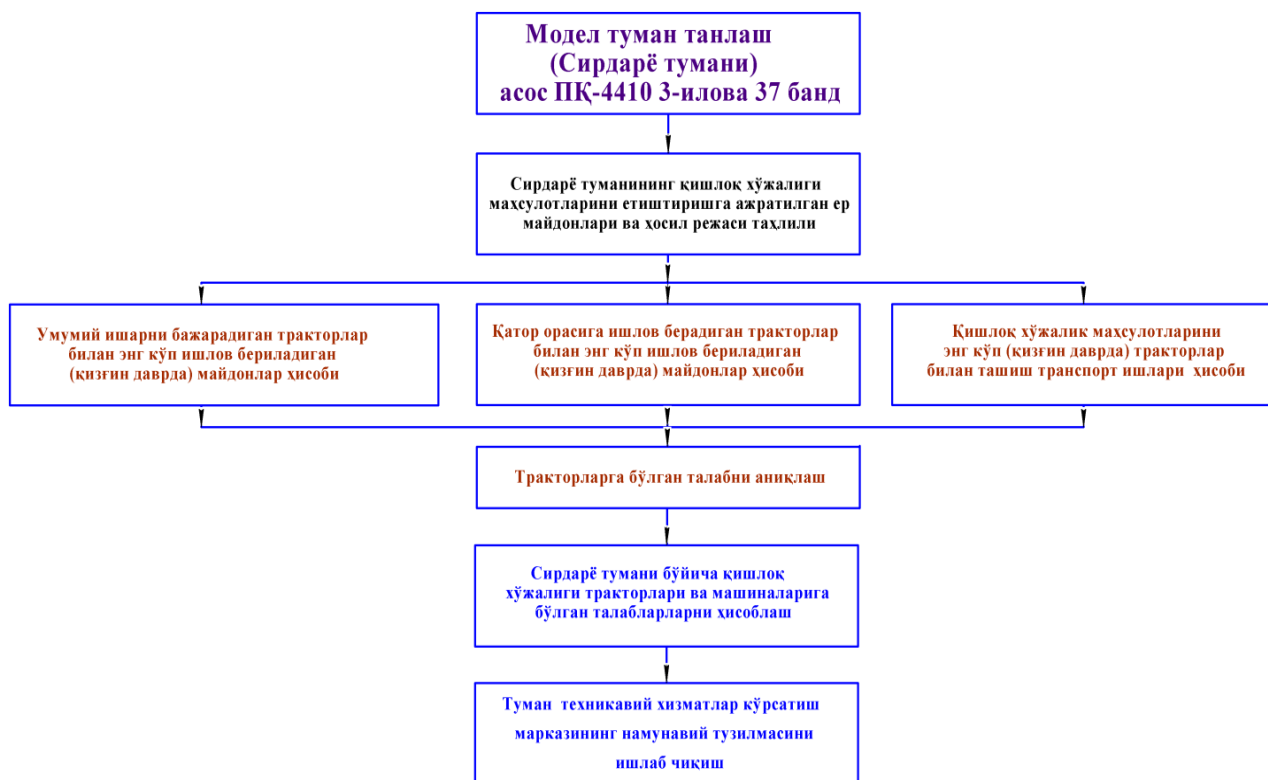 Модел туман танлаш
(Сирдарё тумани)
асос ПҚ-4410 3-илова 37 банд
Сирдарё туманининг қишлоқ хўжалиги
маҳсулотларини етиштиришга ажратилган ер
майдонлари ва ҳосил режаси таҳлили
Умумий ишарни бажарадиган тракторлар
билан энг кўп ишлов бериладиган
(қизғин даврда) майдонлар ҳисоби
Қатор орасига ишлов берадиган тракторлар
билан энг кўп ишлов бериладиган
(қизғин даврда) майдонлар ҳисоби
Қишлоқ хўжалик маҳсулотларини
энг кўп (қизғин даврда) тракторлар
билан ташиш транспорт ишлари ҳисоби
Тракторларга бўлган талабни аниқлаш
Сирдарё тумани бўйича қишлоқ
хўжалиги тракторлари ва машиналарига
бўлган талабларларни ҳисоблаш
Туман техникавий хизматлар кўрсатиш
марказининг намунавий тузилмасини
ишлаб чиқиш